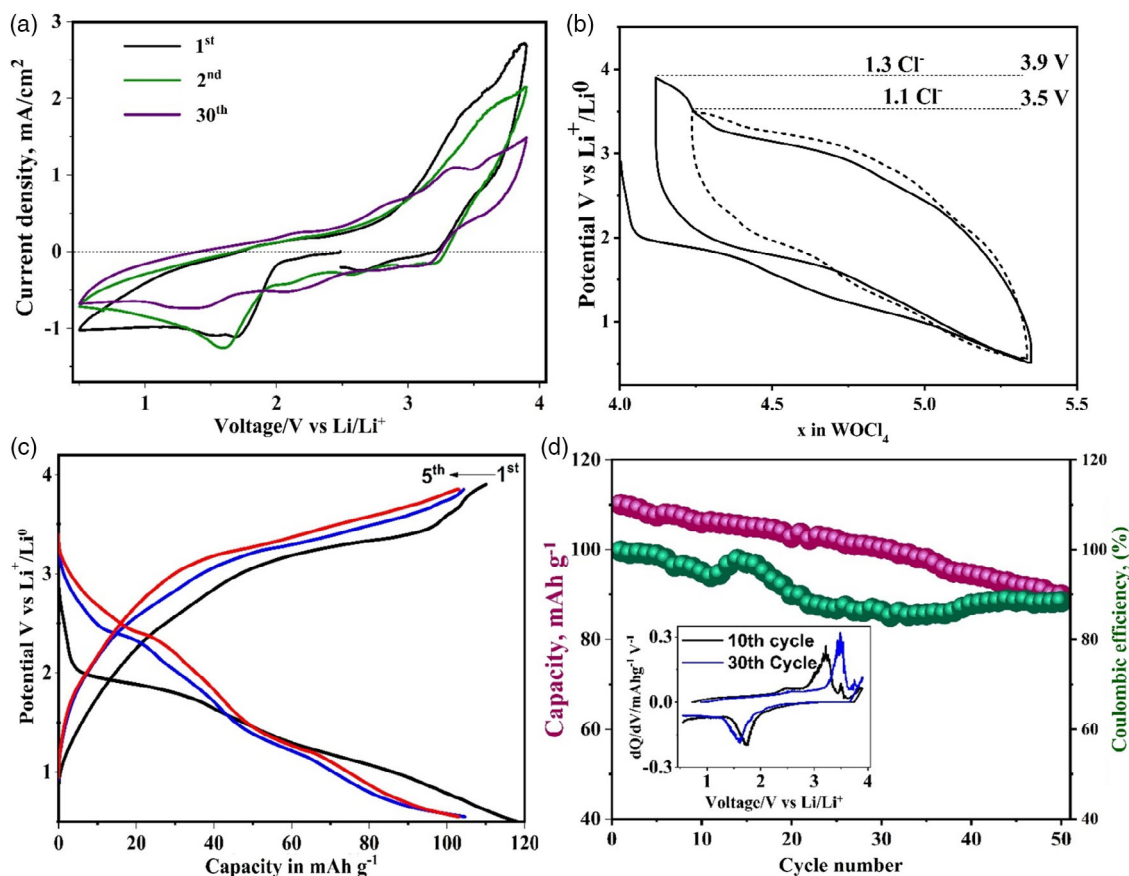 (a)
1st
2nd
30th
Current density, mA/cm2
3
2
1
0
-1
1 2 3 4
Voltage/V vs Li/Li+
(b)
1.3 Cl- 3.9 V
1.1 Cl- 3.5 V
Potential V vs Li+/Li0
4
3
2
1
4.0 4.5 5.0 5.5
x in WOCl4
(c)
5th 1st
Potential V vs Li+/Li0
4
3
2
1
0 20 40 60 80 100 120
Capacity in mAh g-1
(d)
Capacity, mAh g-1
120
100
80
60
40
120
100
80
60
40
Coulombic efficiency, (%)
10th cycle
30th Cycle
dQ/dV/mAhg-1 V-1
0.3
0.0
-0.3
1 2 3 4
Voltage/V vs Li/Li+
0 10 20 30 40 50
Cycle number